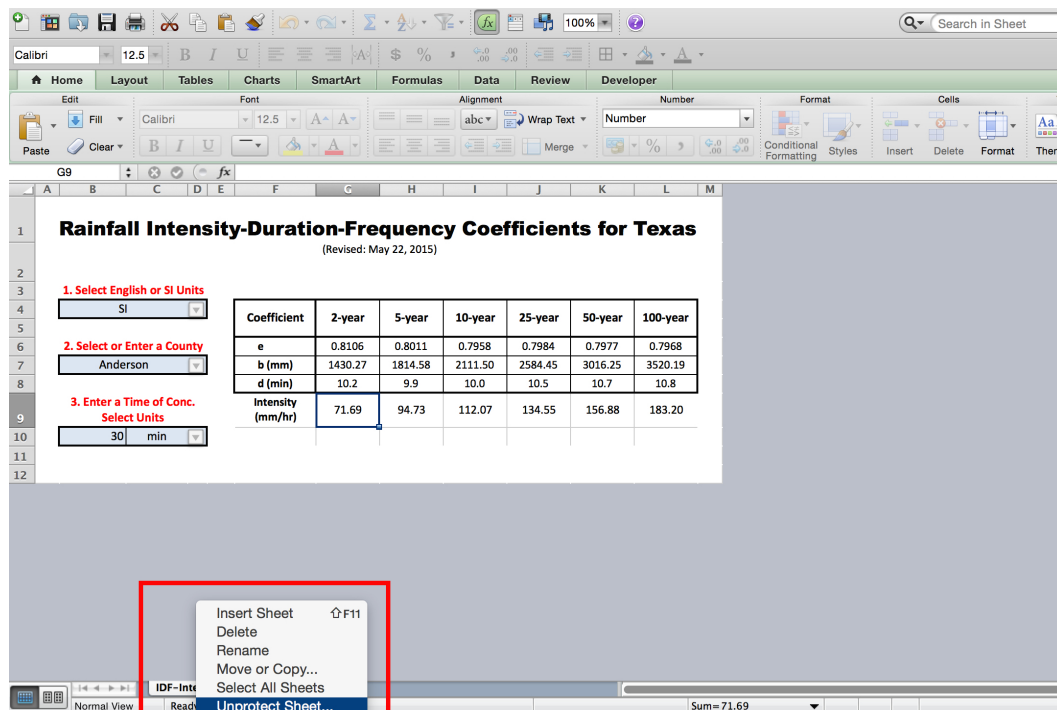 100%
Search in Sheet
Calibri 12.5 B I U A $ % A
Home Layout Tables Charts SmartArt Formulas Data Review Developer
Edit Font Alignment Number Format Cells
Fill Calibri 12.5 A A abc Wrap Text Number
Paste Clear B I U A Merge % Conditional Formatting Styles Insert Delete Format
G9 fx
A B C D E F G H I J K L M
1 Rainfall Intensity-Duration-Frequency Coefficients for Texas
(Revised: May 22, 2015)
2
3 1. Select English or SI Units
4 SI
Coefficient 2-year 5-year 10-year 25-year 50-year 100-year
5
6 2. Select or Enter a County e 0.8106 0.8011 0.7958 0.7984 0.7977 0.7968
7 Anderson b (mm) 1430.27 1814.58 2111.50 2584.45 3016.25 3520.19
8 d (min) 10.2 9.9 10.0 10.5 10.7 10.8
3. Enter a Time of Conc.
Select Units
9 Intensity (mm/hr) 71.69 94.73 112.07 134.55 156.88 183.20
10 30 min
11
12
Insert Sheet ⇧F11
Delete
Rename
Move or Copy...
Select All Sheets
Unprotect Sheet...
IDF-Inte
Normal View Ready Sum=71.69